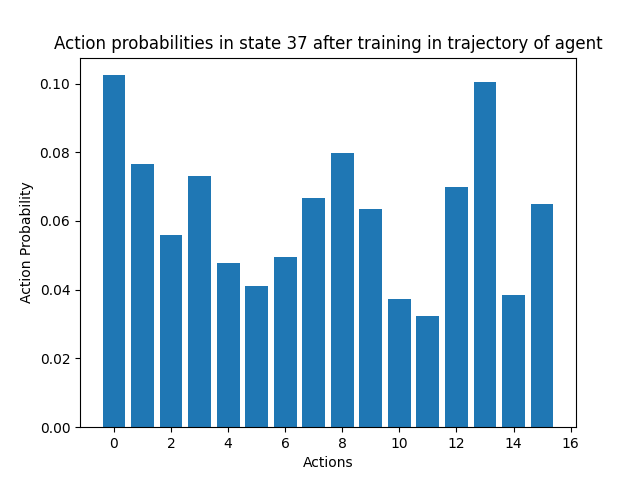 Action probabilities in state 37 after training in trajectory of agent
0.10
0.08
0.06
0.04
0.02
0.00
Action Probability
0 2 4 6 8 10 12 14 16
Actions